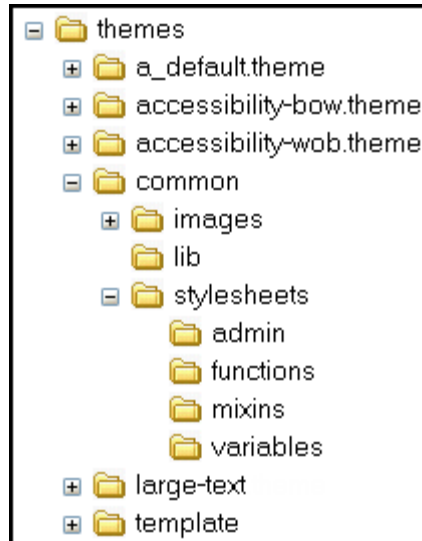 themes
a_default.theme
accessibility-bow.theme
accessibility-wob.theme
common
images
lib
stylesheets
admin
functions
mixins
variables
large-text
template